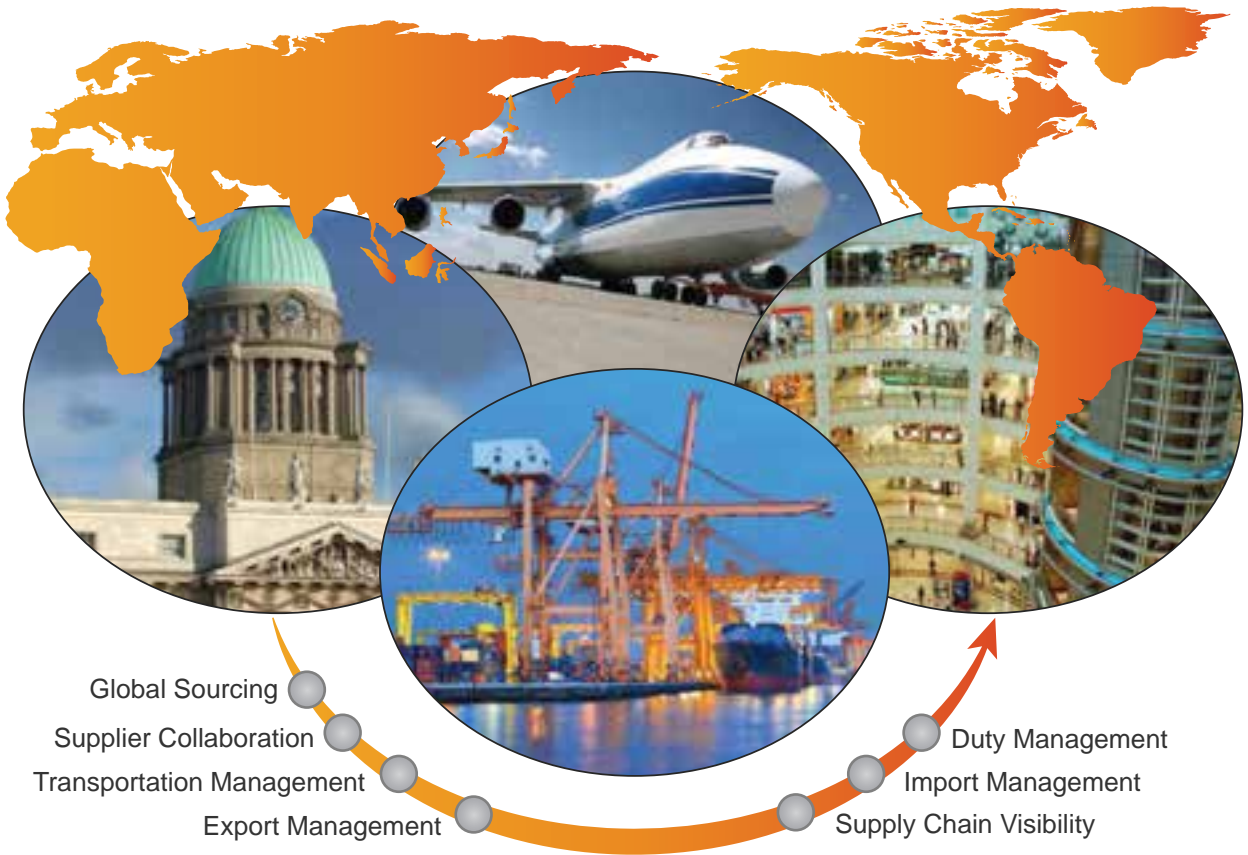 Global Sourcing
Supplier Collaboration
Transportation Management
Export Management
Duty Management
Import Management
Supply Chain Visibility